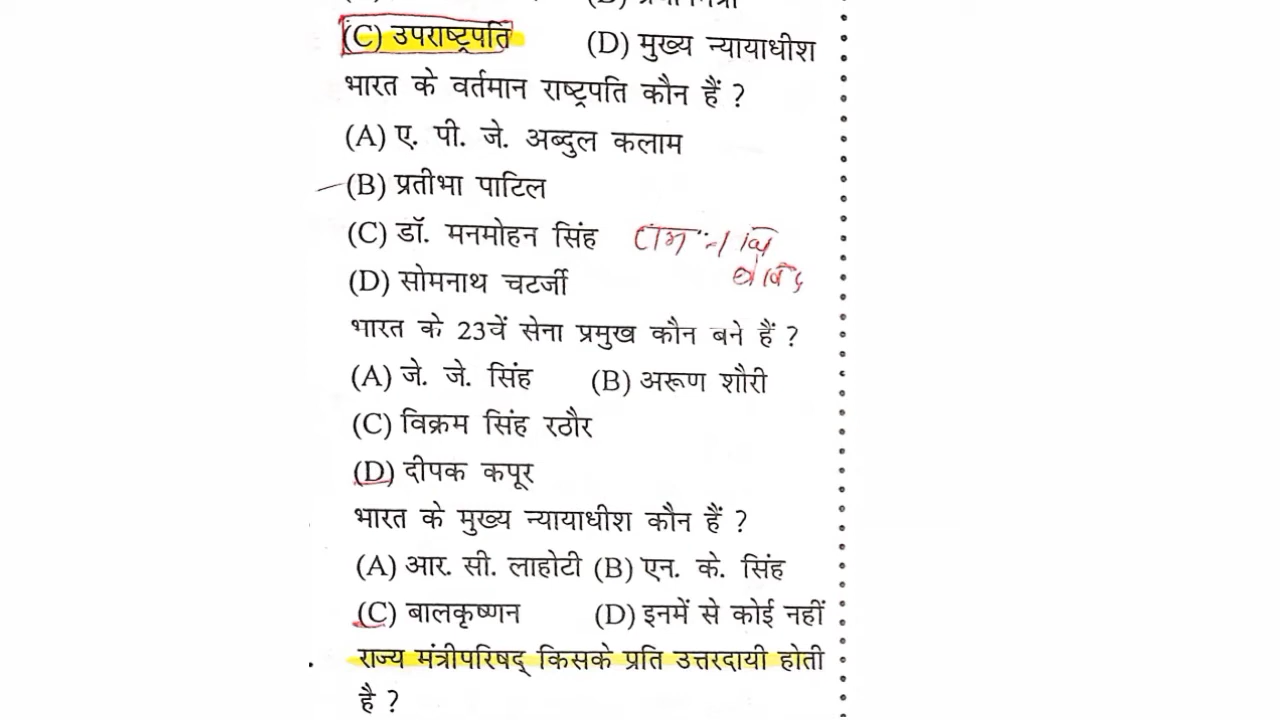 (C) उपराष्ट्रपति (D) मुख्य न्यायाधीश
भारत के वर्तमान राष्ट्रपति कौन हैं ?
(A) ए. पी. जे. अब्दुल कलाम
(B) प्रतीभा पाटिल
(C) डॉ. मनमोहन सिंह
(D) सोमनाथ चटर्जी
भारत के 23वें सेना प्रमुख कौन बने हैं ?
(A) जे. जे. सिंह (B) अरूण शौरी
(C) विक्रम सिंह रठौर
(D) दीपक कपूर
भारत के मुख्य न्यायाधीश कौन हैं ?
(A) आर. सी. लाहोटी (B) एन. के. सिंह
(C) बालकृष्णन (D) इनमें से कोई नहीं
राज्य मंत्रीपरिषद् किसके प्रति उत्तरदायी होती
है ?